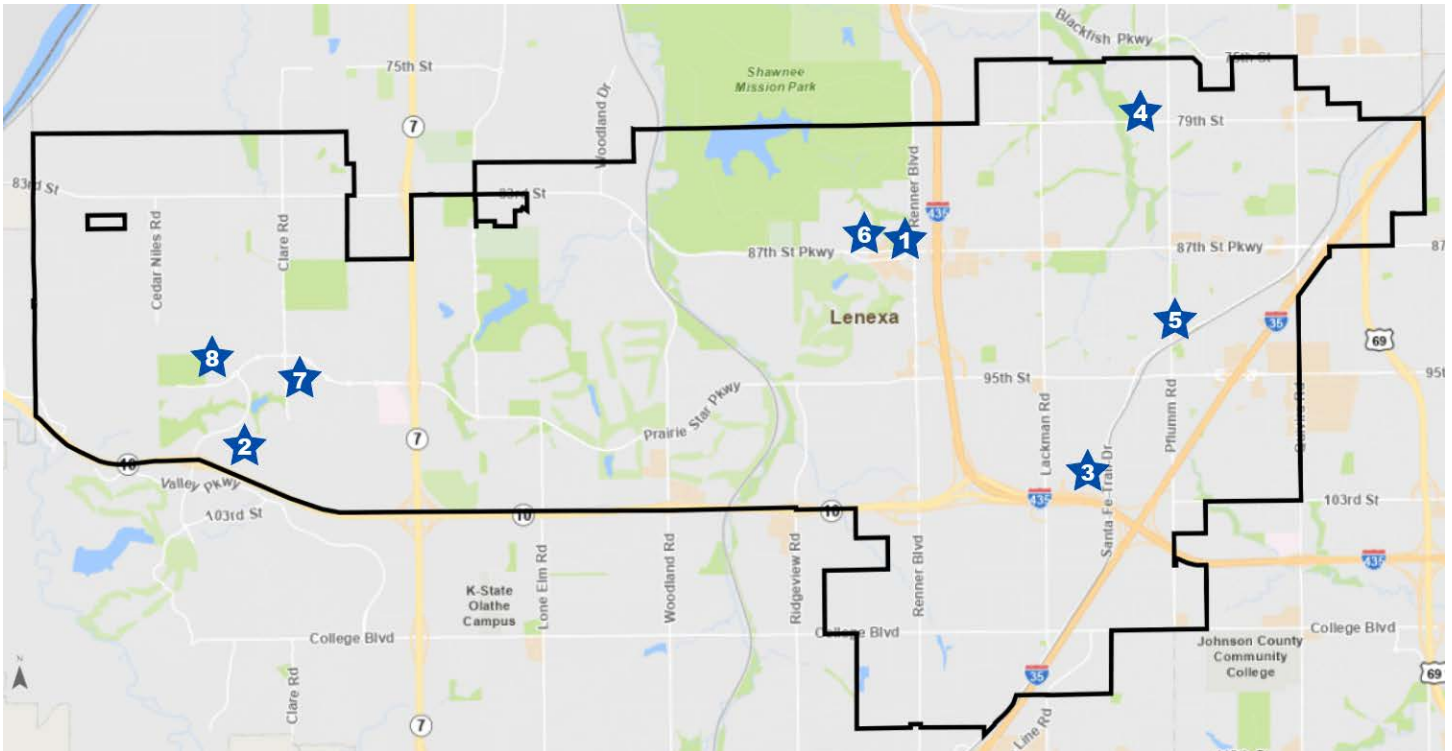 Blackfish Pkwy
75th St
75th St
Shawnee
Mission Park
Woodland Dr
7
4
79th St
83rd St
83rd St
Renner Blvd
435
Cedar Niles Rd
Clare Rd
6
1
87th St Pkwy
87th St Pkwy
87
Lenexa
5
35
69
8
7
95th St
95th
Prairie Star Pkwy
Lackman Rd
Pflumm Rd
Quivira Rd
2
7
3
10
Valley Pkwy
435
103rd St
103rd St
10
10
Santa Fe Trail Dr
Lone Elm Rd
Woodland Rd
Ridgeview Rd
Renner Blvd
435
K-State
Olathe
Campus
College Blvd
College Blvd
College Blvd
Johnson County
Community
College
N
Clare Rd
35
69
7
Line Rd